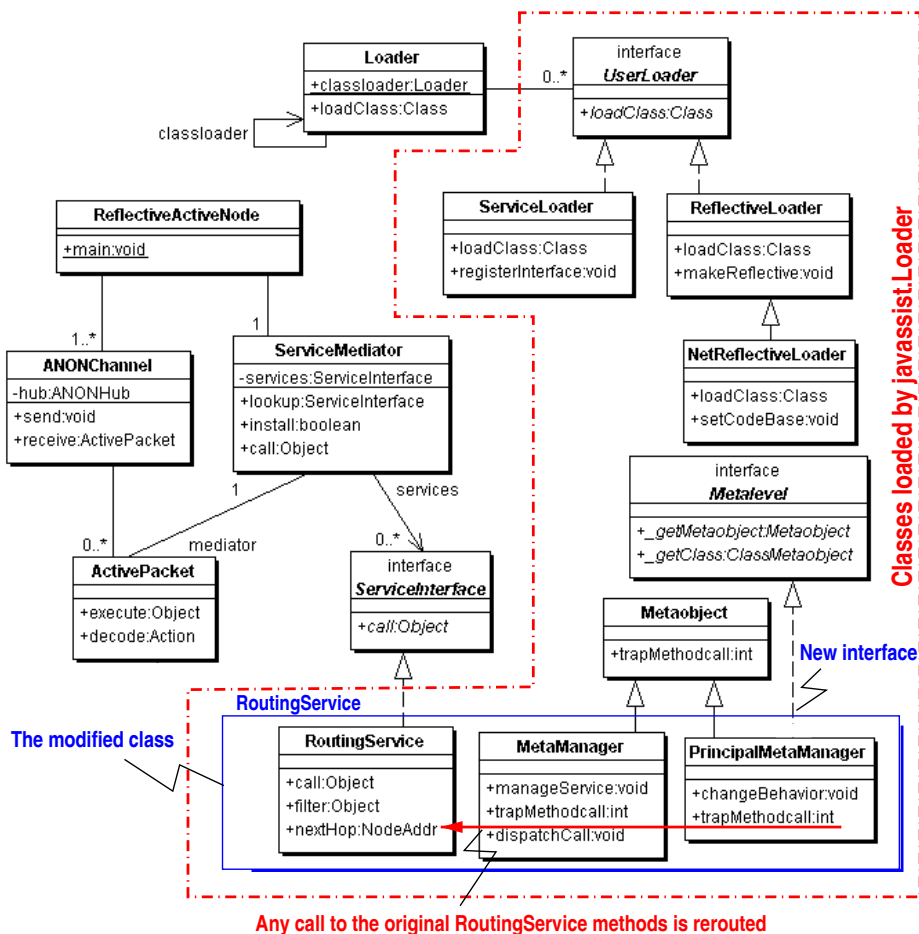 Loader
+classloader:Loader
+loadClass:Class
classloader
0..*
interface
UserLoader
+loadClass:Class
ServiceLoader
+loadClass:Class
+registerInterface:void
ReflectiveLoader
+loadClass:Class
+makeReflective:void
NetReflectiveLoader
+loadClass:Class
+setCodeBase:void
Classes loaded by javassist.Loader
ReflectiveActiveNode
+main:void
1..*
1
ANONChannel
-hub:ANONHub
+send:void
+receive:ActivePacket
ServiceMediator
-services:ServiceInterface
+lookup:ServiceInterface
+install:boolean
+call:Object
1
services
0..*
mediator
0..*
ActivePacket
+execute:Object
+decode:Action
interface
ServiceInterface
+call:Object
interface
Metalevel
+_getMetaobject:Metaobject
+_getClass:ClassMetaobject
Metaobject
+trapMethodcall:int
New interface
RoutingService
The modified class
RoutingService
+call:Object
+filter:Object
+nextHop:NodeAddr
MetaManager
+manageService:void
+trapMethodcall:int
+dispatchCall:void
PrincipalMetaManager
+changeBehavior:void
+trapMethodcall:int
Any call to the original RoutingService methods is rerouted